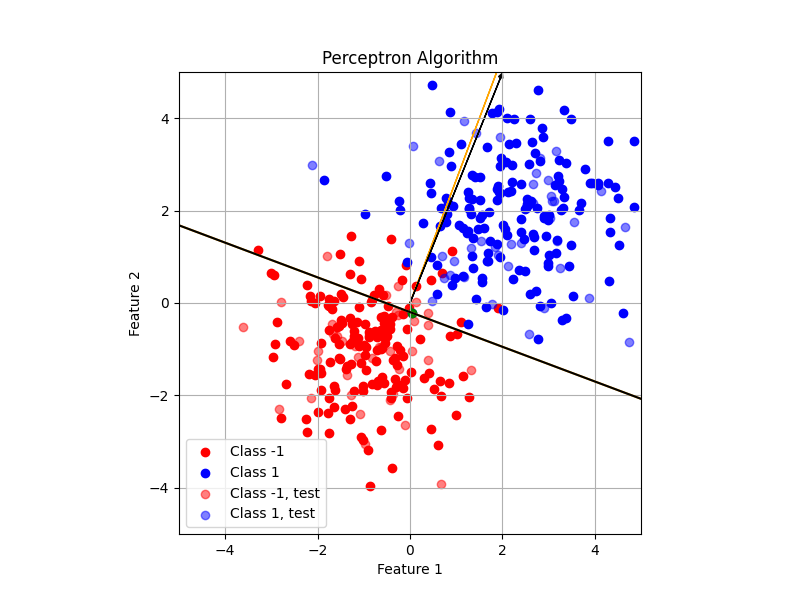 Perceptron Algorithm
4
2
0
−2
−4
Feature 2
Class -1
Class 1
Class -1, test
Class 1, test
−4
−2
0
2
4
Feature 1